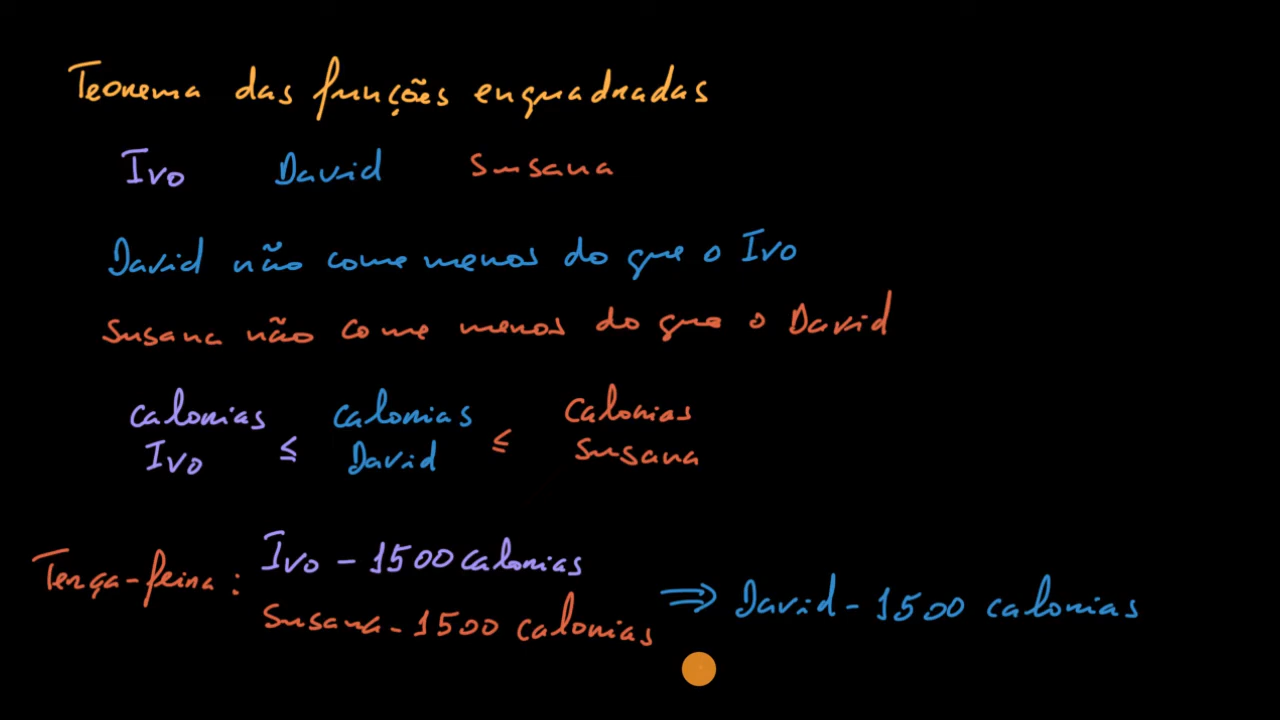 Teorema das funções enquadradas
Ivo David Susana
David não come menos do que o Ivo
Susana não come menos do que o David
calorias ≤ calorias ≤ Calorias
Ivo David Susana
Terça-feira: Ivo - 1500 calorias
Susana - 1500 calorias ⇒ David - 1500 calorias